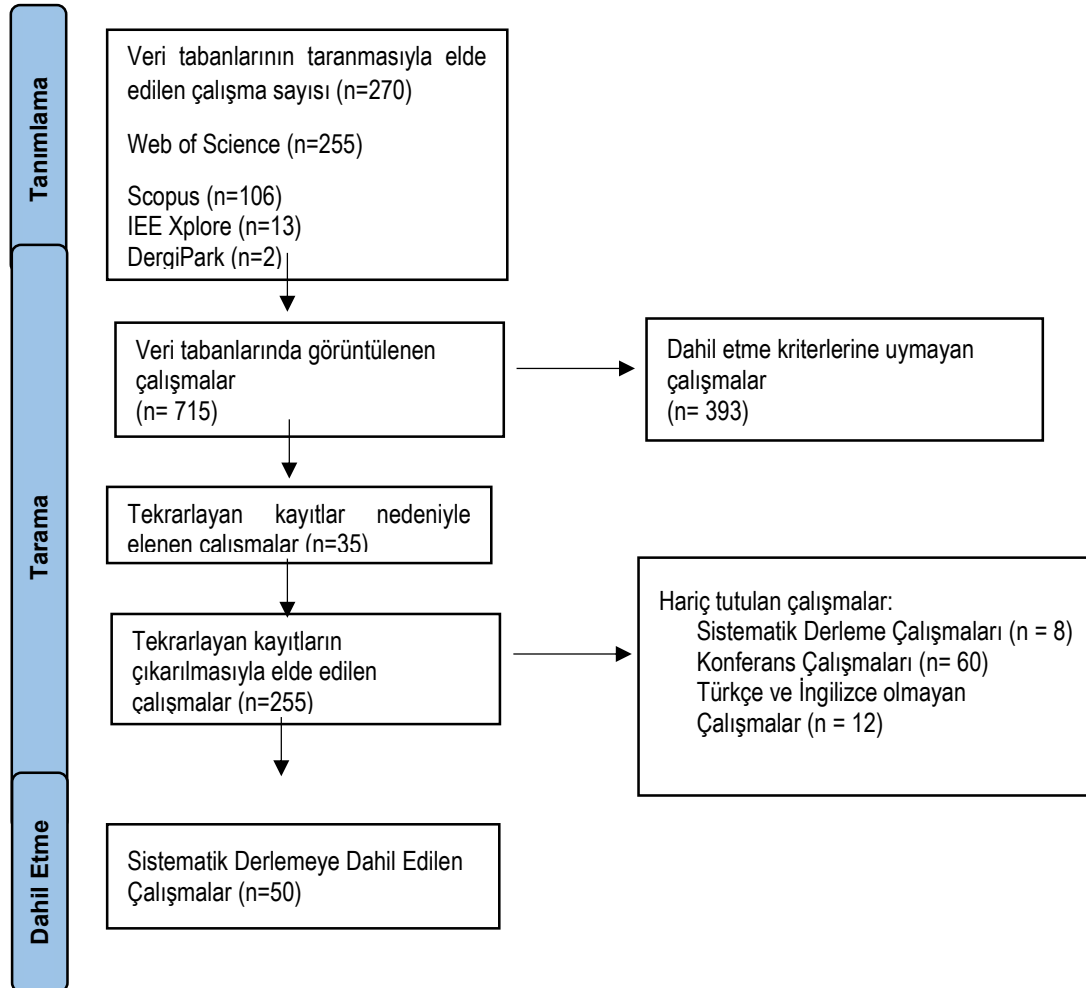 Tanımlama
Veri tabanlarının taranmasıyla elde
edilen çalışma sayısı (n=270)
Web of Science (n=255)
Scopus (n=106)
IEE Xplore (n=13)
DergiPark (n=2)
Tarama
Veri tabanlarında görüntülenen
çalışmalar
(n= 715)
Dahil etme kriterlerine uymayan
çalışmalar
(n= 393)
Tekrarlayan kayıtlar nedeniyle
elenen çalışmalar (n=35)
Tekrarlayan kayıtların
çıkarılmasıyla elde edilen
çalışmalar (n=255)
Hariç tutulan çalışmalar:
Sistematik Derleme Çalışmaları (n = 8)
Konferans Çalışmaları (n= 60)
Türkçe ve İngilizce olmayan
Çalışmalar (n = 12)
Dahil Etme
Sistematik Derlemeye Dahil Edilen
Çalışmalar (n=50)